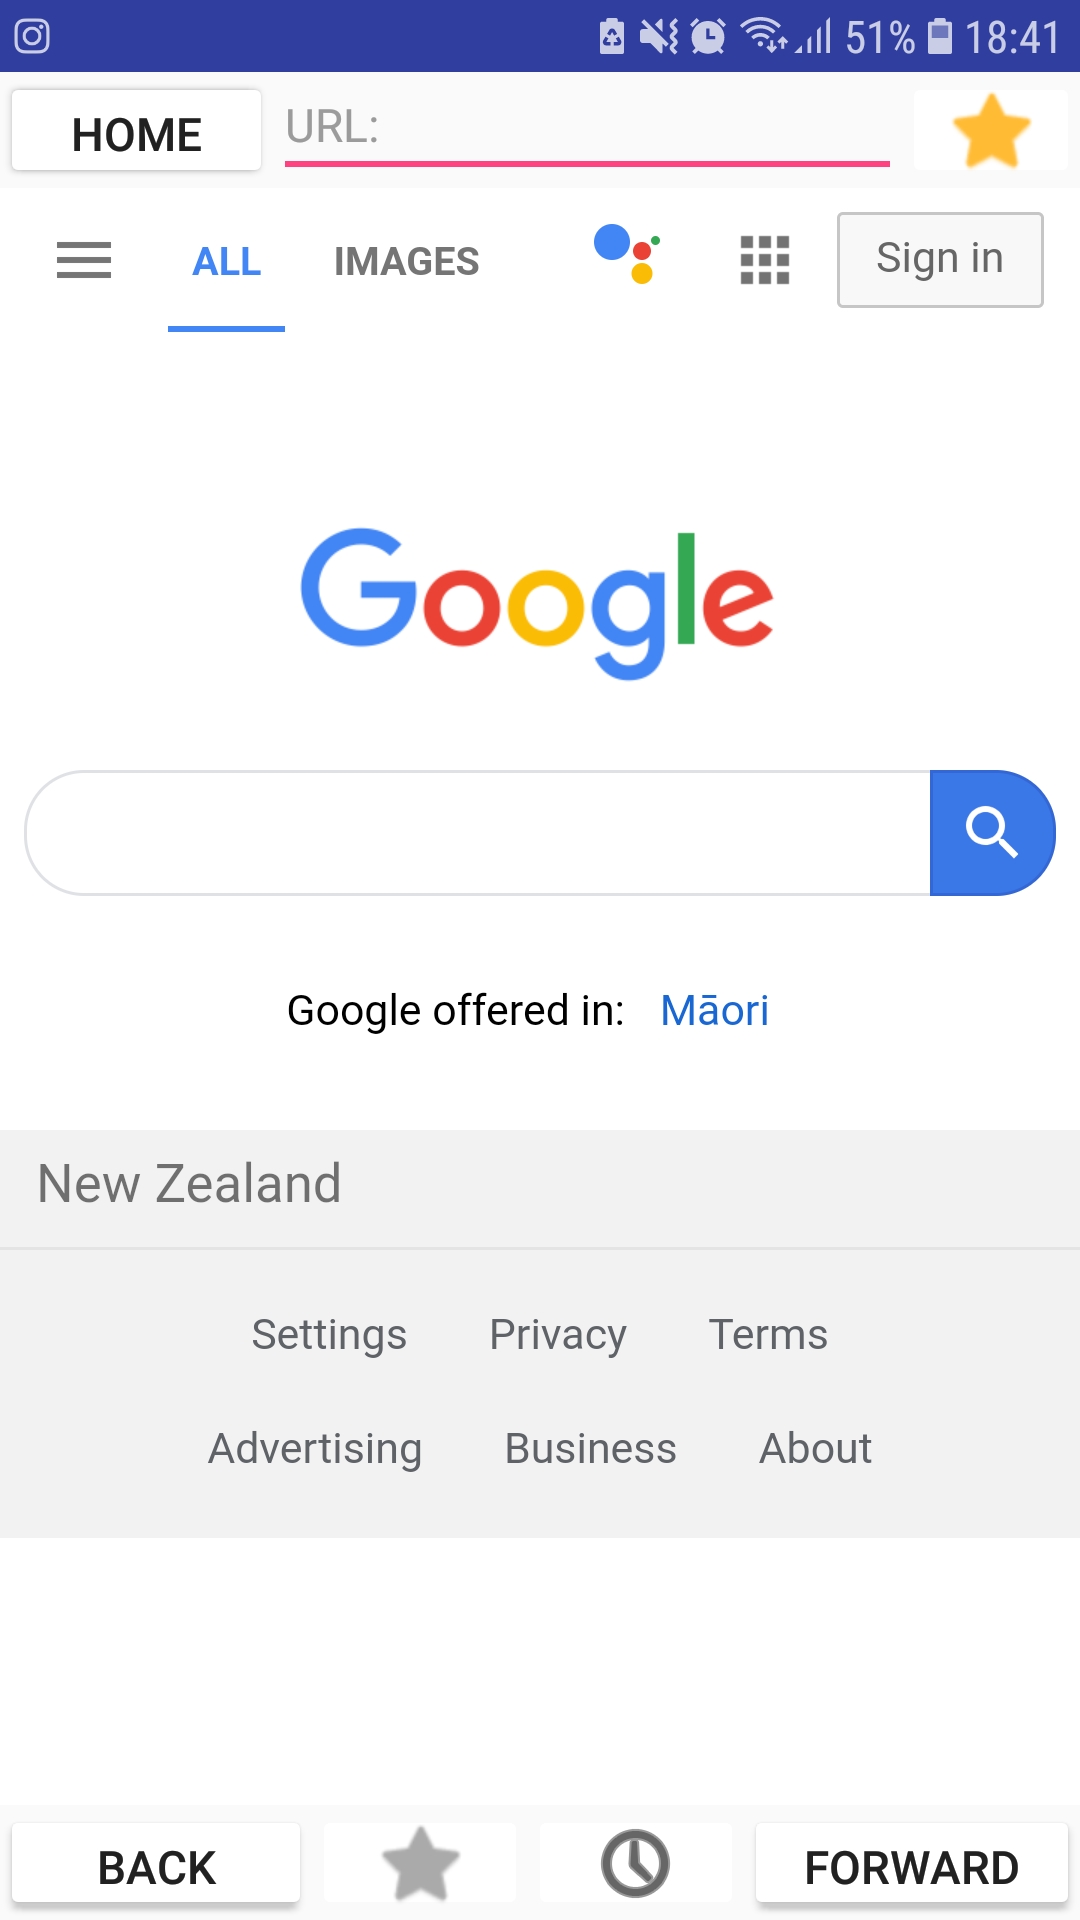 51% 18:41
HOME URL:
ALL IMAGES Sign in
Google
Google offered in: Māori
New Zealand
Settings Privacy Terms
Advertising Business About
BACK FORWARD